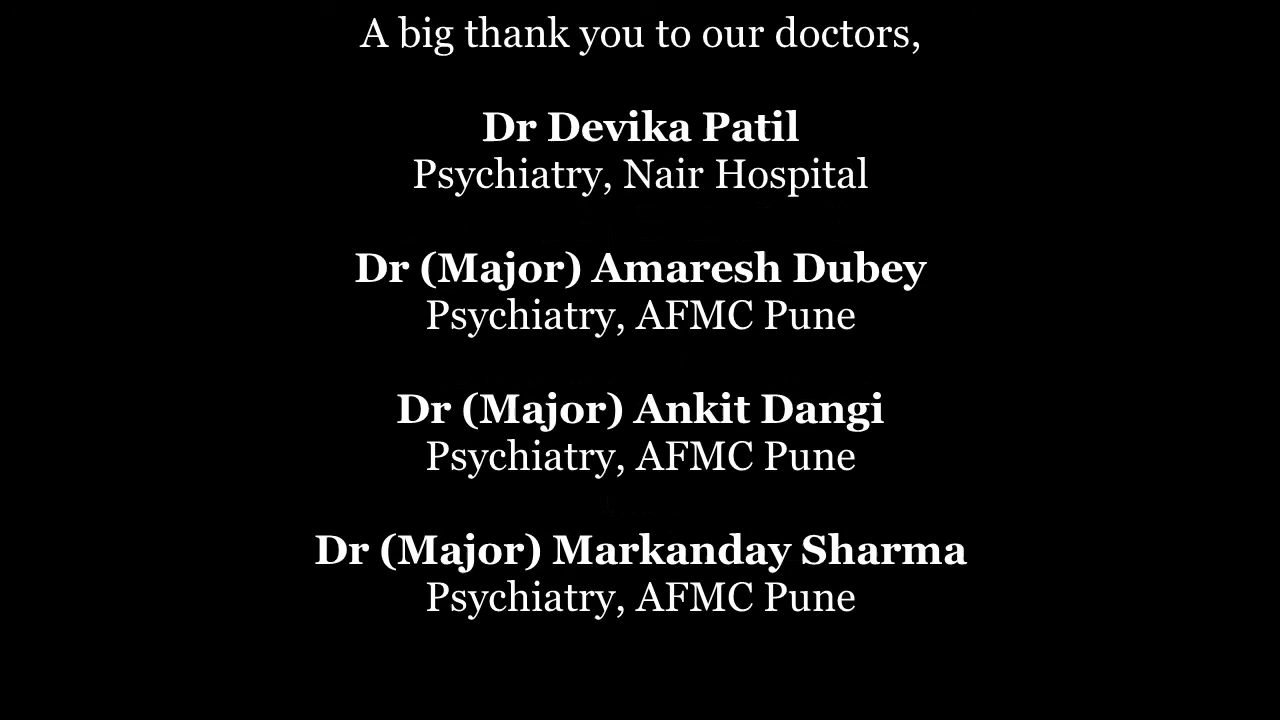 A big thank you to our doctors,
Dr Devika Patil
Psychiatry, Nair Hospital
Dr (Major) Amaresh Dubey
Psychiatry, AFMC Pune
Dr (Major) Ankit Dangi
Psychiatry, AFMC Pune
Dr (Major) Markanday Sharma
Psychiatry, AFMC Pune